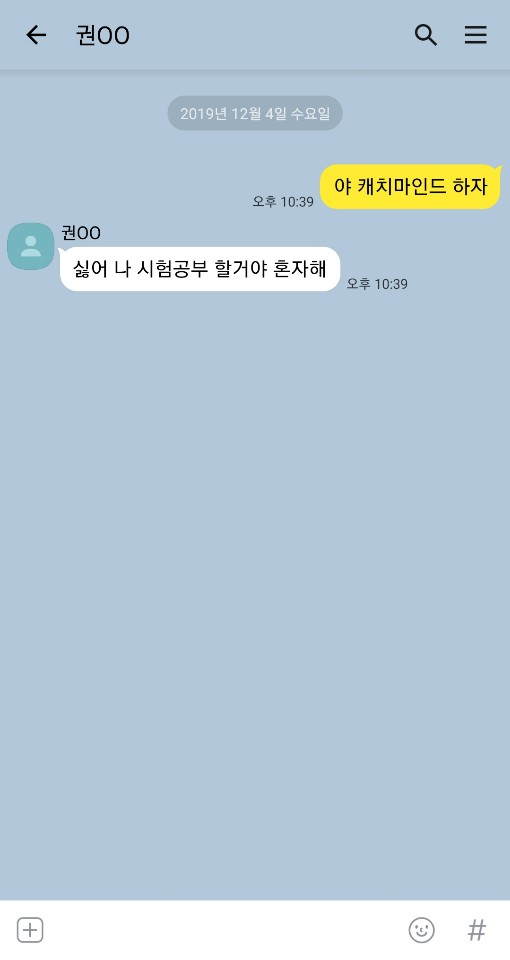 권OO
2019년 12월 4일 수요일
야 캐치마인드 하자
오후 10:39
권OO
싫어 나 시험공부 할거야 혼자해
오후 10:39
#